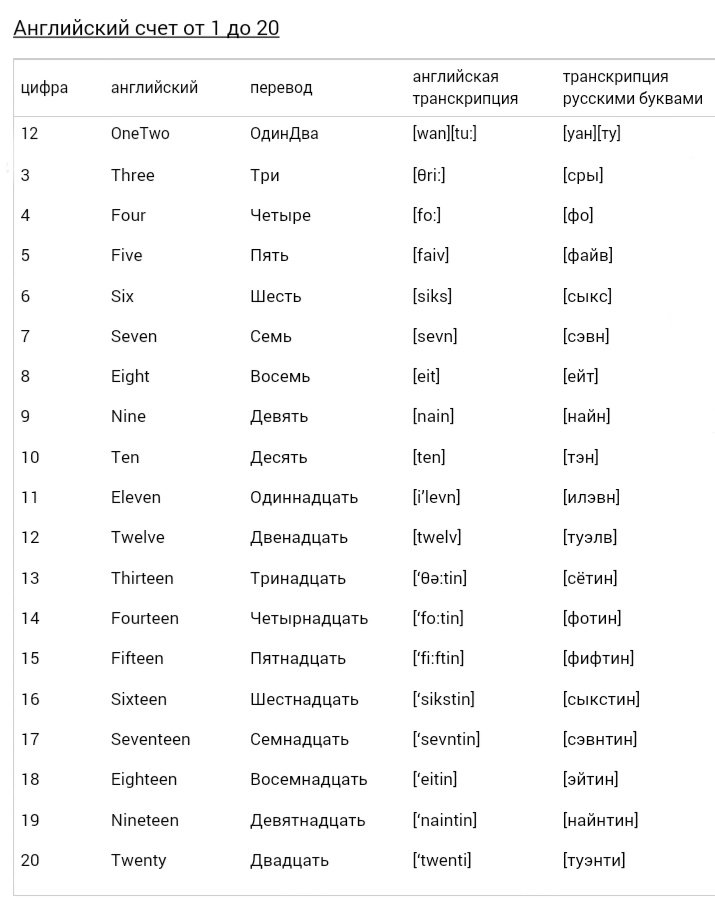 Английский счет от 1 до 20
цифра английский перевод английская транскрипция транскрипция русскими буквами
12 OneTwo ОдинДва [wan][tu:] [уан][ту]
3 Three Три [θri:] [сры]
4 Four Четыре [fo:] [фо]
5 Five Пять [faiv] [файв]
6 Six Шесть [siks] [сыкс]
7 Seven Семь [sevn] [сэвн]
8 Eight Восемь [eit] [ейт]
9 Nine Девять [nain] [найн]
10 Ten Десять [ten] [тэн]
11 Eleven Одиннадцать [i’levn] [илэвн]
12 Twelve Двенадцать [twelv] [туэлв]
13 Thirteen Тринадцать [‘θə:tin] [сётин]
14 Fourteen Четырнадцать [‘fo:tin] [фотин]
15 Fifteen Пятнадцать [‘fi:ftin] [фифтин]
16 Sixteen Шестнадцать [‘sikstin] [сыкстин]
17 Seventeen Семнадцать [‘sevntin] [сэвнтин]
18 Eighteen Восемнадцать [‘eitin] [эйтин]
19 Nineteen Девятнадцать [‘naintin] [найнтин]
20 Twenty Двадцать [‘twenti] [туэнти]